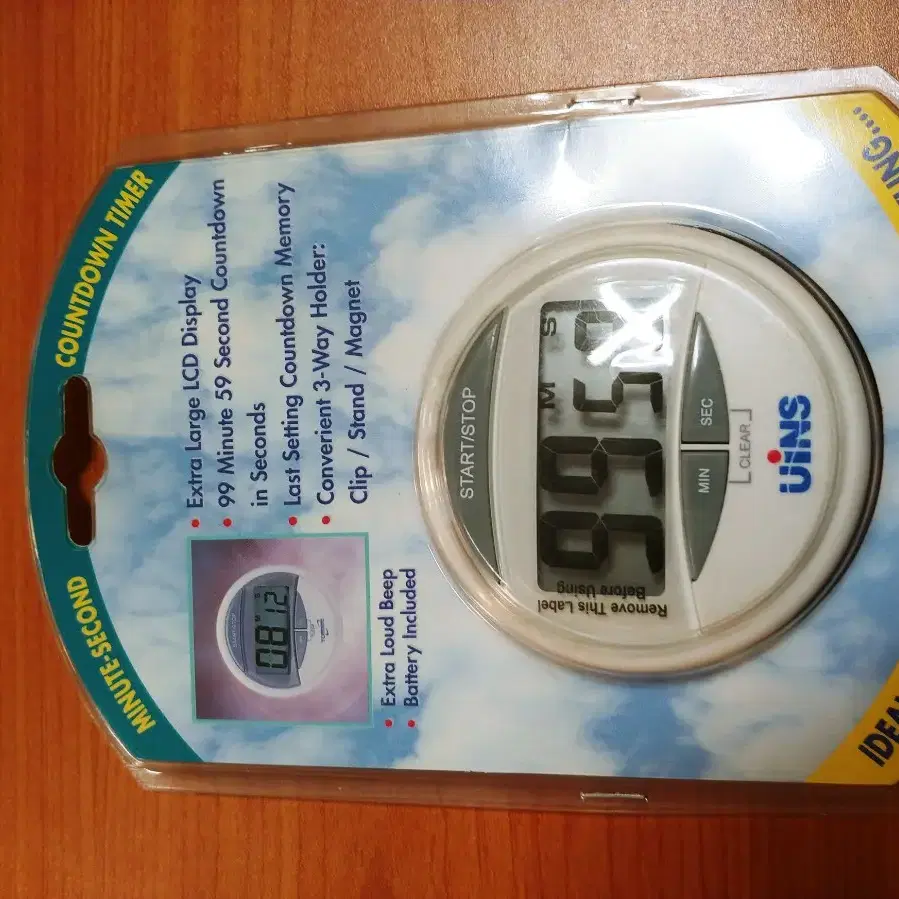 MINUTE-SECOND COUNTDOWN TIMER
• Extra Large LCD Display
• 99 Minute 59 Second Countdown
in Seconds
• Last Setting Countdown Memory
• Converient 3-Way Holder:
Clip / Stand / Magnet
08 12
• Extra Loud Beep
• Battery Included
START/STOP
M S
99 59
Remove This Label
Before Using
MIN SEC
CLEAR
UiNS